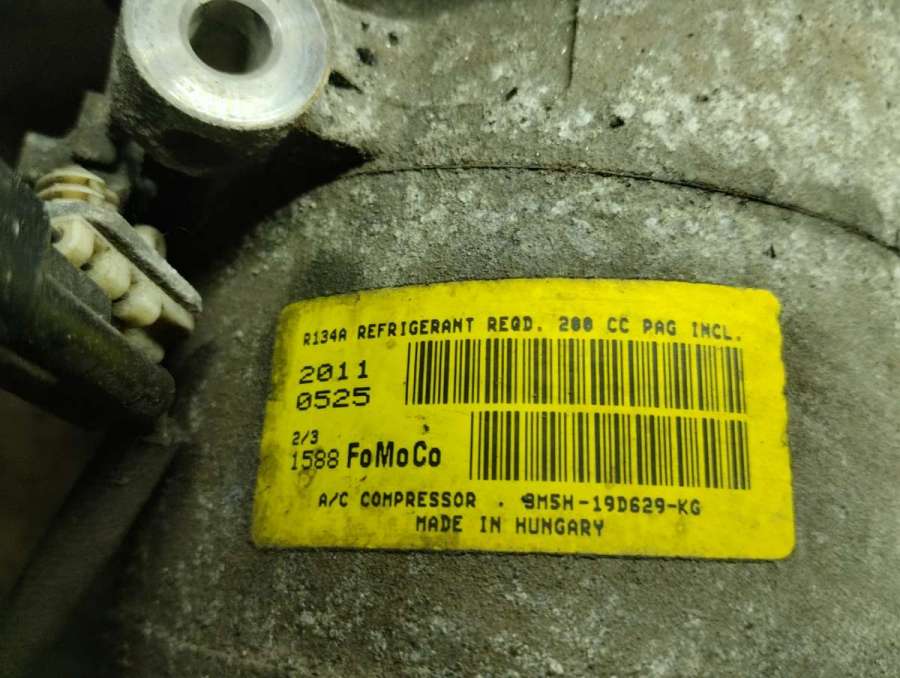 R134A REFRIGERANT REQD. 200 CC PAG INCL.
2011
0525
2/3
1588 FoMoCo
A/C COMPRESSOR . 3M5H-19D629-KG
MADE IN HUNGARY